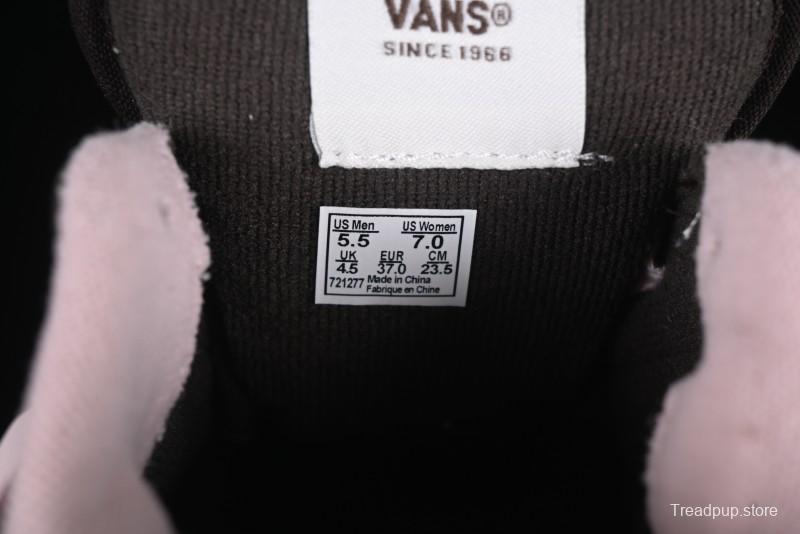 VANS®
SINCE 1966
US Men US Women
5.5 7.0
UK EUR CM
4.5 37.0 23.5
721277 Made in China
Fabrique en Chine
Treadpup.store